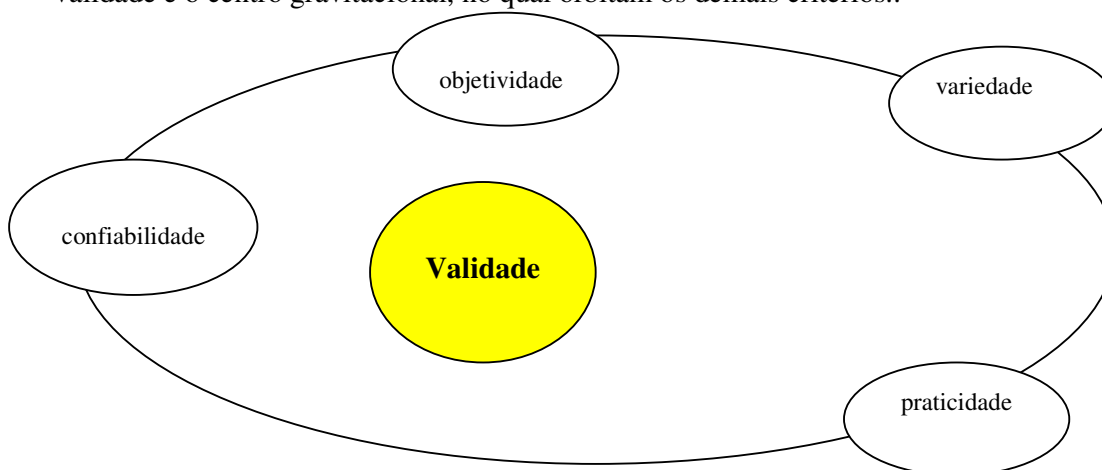 validade é o centro gravitacional, no qual orbitam os demais critérios..
objetividade
variedade
confiabilidade
Validade
praticidade